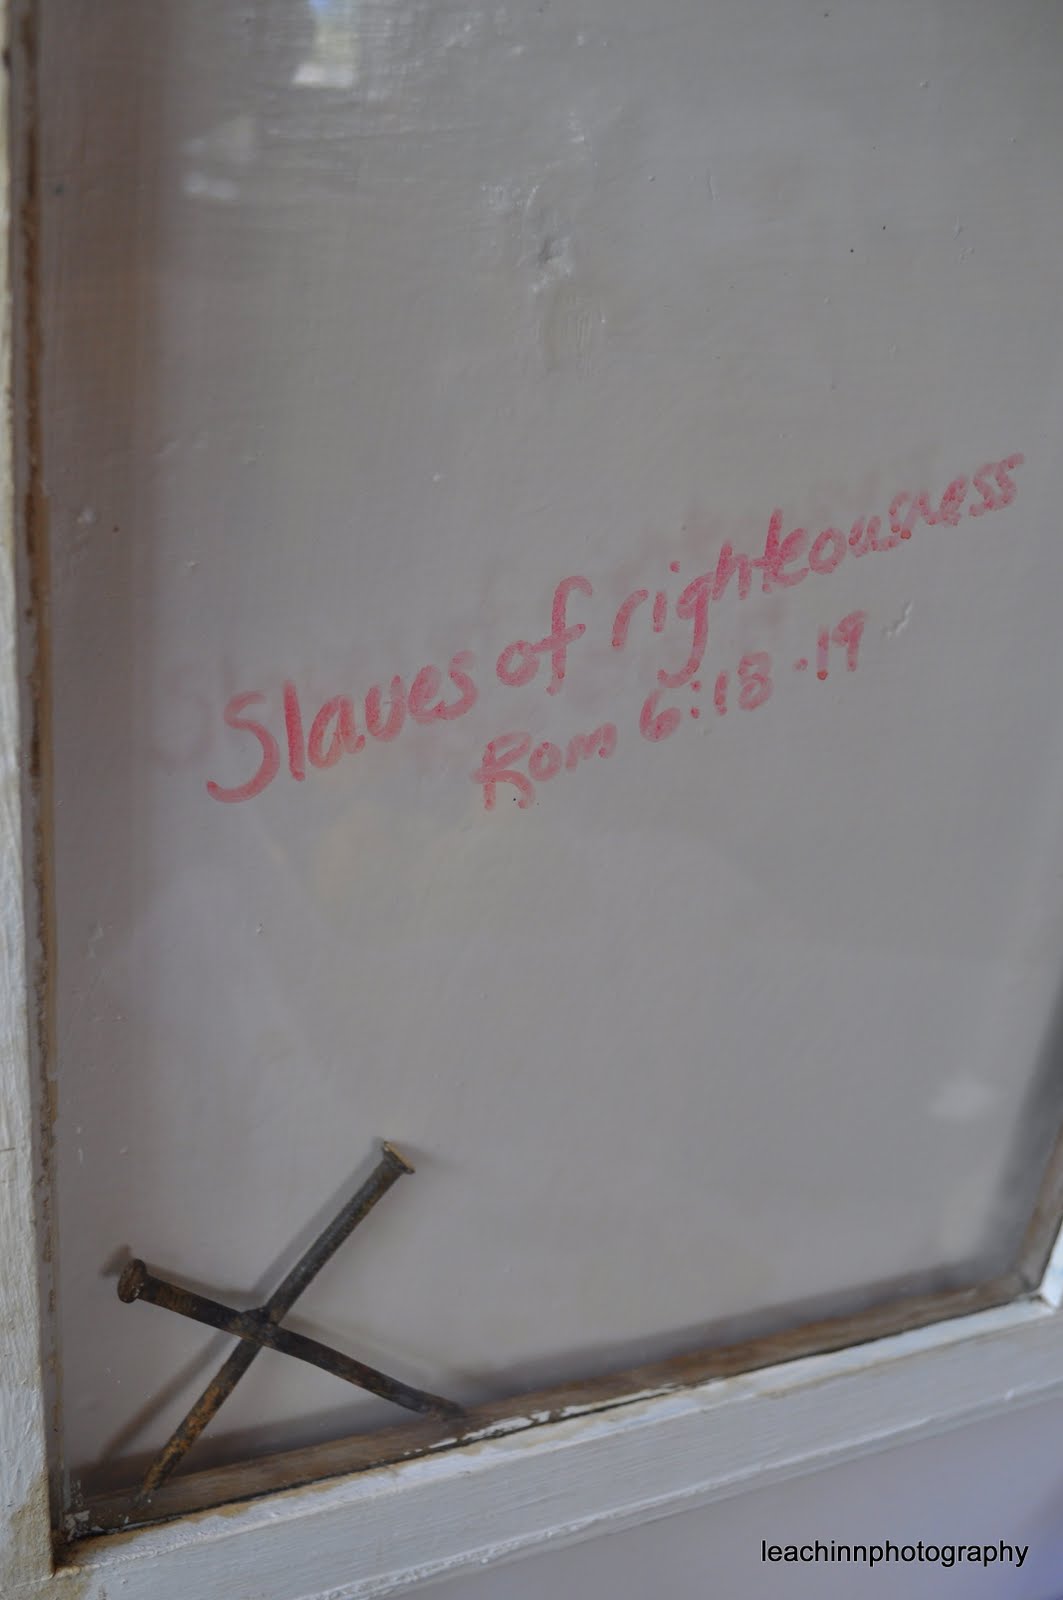 Slaves of righteousness
Rom 6:18-19
leachinnphotography